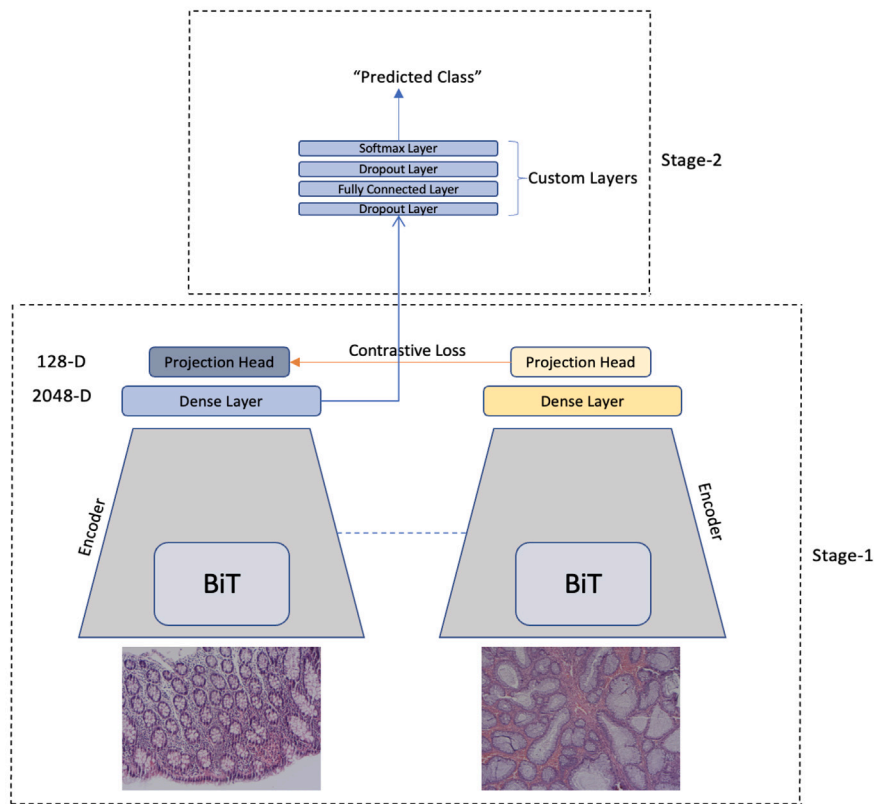 “Predicted Class”
Softmax Layer
Dropout Layer
Fully Connected Layer
Dropout Layer
Custom Layers
Stage-2
128-D
Projection Head
Contrastive Loss
Projection Head
2048-D
Dense Layer
Dense Layer
Encoder
Encoder
BiT
BiT
Stage-1